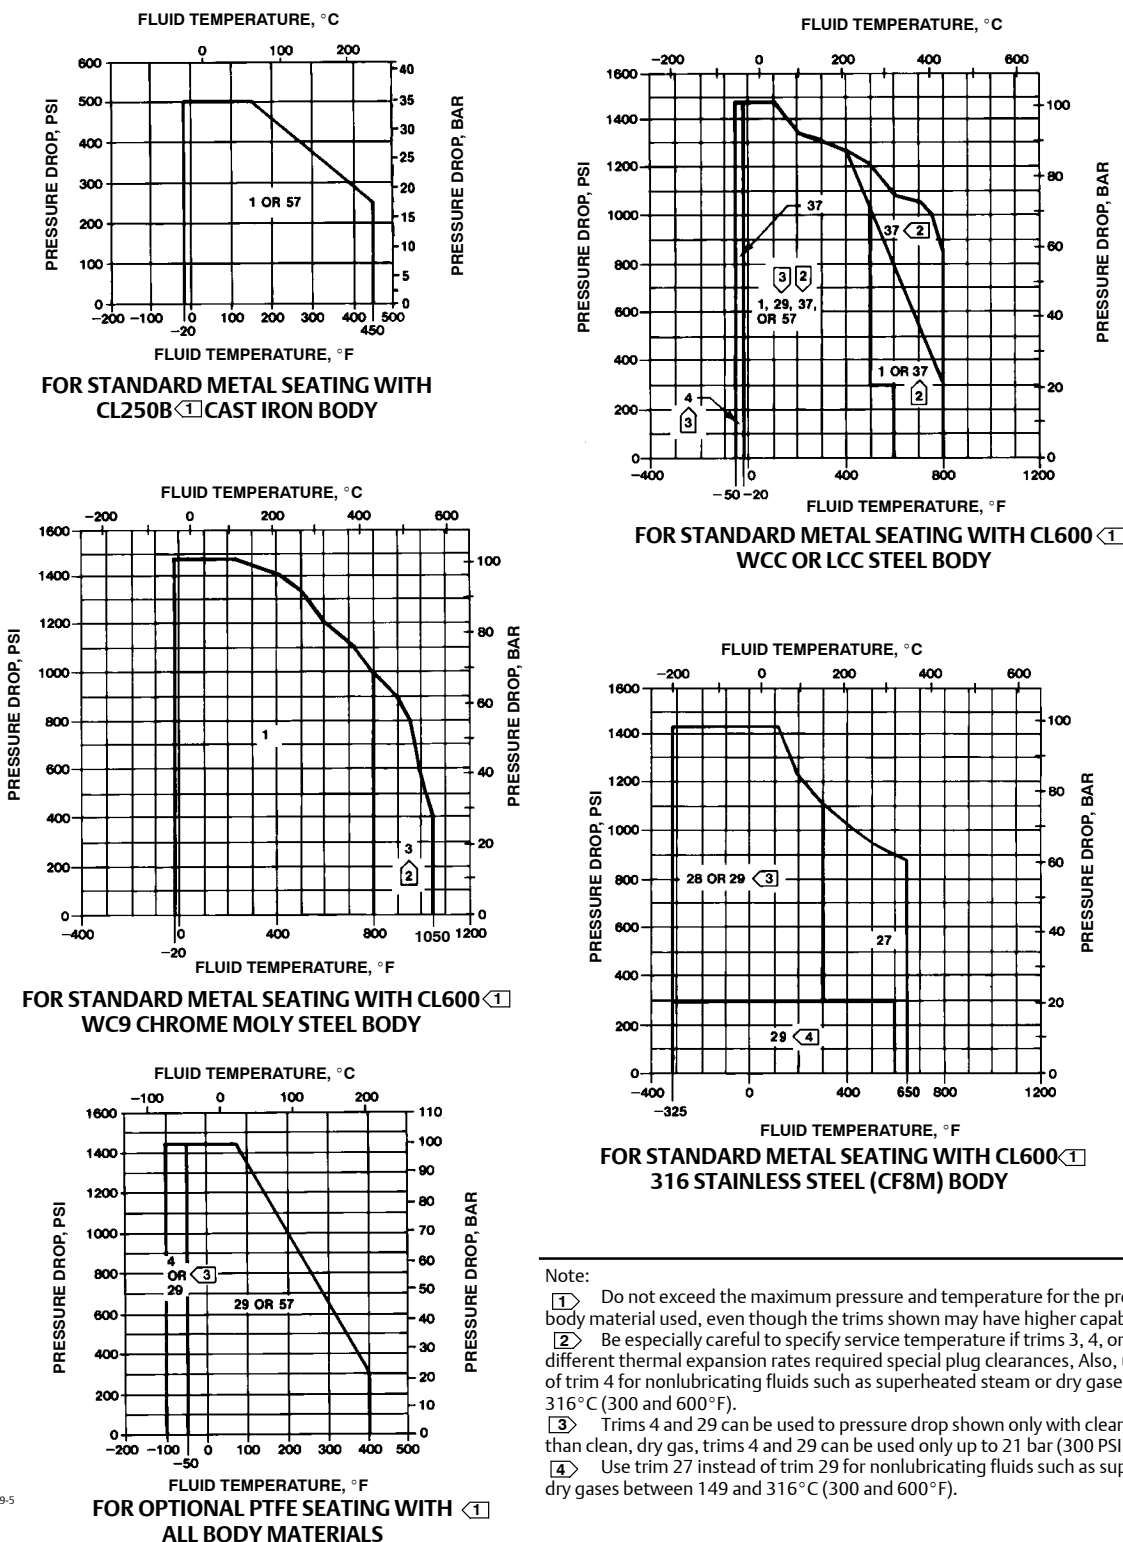 FLUID TEMPERATURE, °C
0 100 200
600 500 400 300 200 100 0
40 35 30 25 20 15 10 5 0
PRESSURE DROP, PSI
PRESSURE DROP, BAR
1 OR 57
−200 −100 0 100 200 300 400 500
−20 450
FLUID TEMPERATURE, °F
FOR STANDARD METAL SEATING WITH
CL250B 1 CAST IRON BODY
FLUID TEMPERATURE, °C
−200 0 200 400 600
1600 1400 1200 1000 800 600 400 200 0
100 80 60 40 20 0
PRESSURE DROP, PSI
PRESSURE DROP, BAR
37
37 2
3 2
1, 29, 37,
OR 57
1 OR 37
2
4
3
−400 0 400 800 1200
−50 −20
FLUID TEMPERATURE, °F
FOR STANDARD METAL SEATING WITH CL600 1
WCC OR LCC STEEL BODY
FLUID TEMPERATURE, °C
−200 0 200 400 600
1600 1400 1200 1000 800 600 400 200 0
100 80 60 40 20 0
PRESSURE DROP, PSI
PRESSURE DROP, BAR
1
3
2
−400 0 400 800 1050 1200
−20
FLUID TEMPERATURE, °F
FOR STANDARD METAL SEATING WITH CL600 1
WC9 CHROME MOLY STEEL BODY
FLUID TEMPERATURE, °C
−200 0 200 400 600
1600 1400 1200 1000 800 600 400 200 0
100 80 60 40 20 0
PRESSURE DROP, PSI
PRESSURE DROP, BAR
28 OR 29 3
27
29 4
−400 0 400 650 800 1200
−325
FLUID TEMPERATURE, °F
FOR STANDARD METAL SEATING WITH CL600 1
316 STAINLESS STEEL (CF8M) BODY
FLUID TEMPERATURE, °C
−100 0 100 200
1600 1400 1200 1000 800 600 400 200 0
110 100 90 80 70 60 50 40 30 20 10 0
PRESSURE DROP, PSI
PRESSURE DROP, BAR
4
OR 3
29
29 OR 57
−200 −100 0 100 200 300 400 500
−50
FLUID TEMPERATURE, °F
FOR OPTIONAL PTFE SEATING WITH 1
ALL BODY MATERIALS
9-5
Note:
1 Do not exceed the maximum pressure and temperature for the pre
body material used, even though the trims shown may have higher capab
2 Be especially careful to specify service temperature if trims 3, 4, or
different thermal expansion rates required special plug clearances, Also,
of trim 4 for nonlubricating fluids such as superheated steam or dry gase
316°C (300 and 600°F).
3 Trims 4 and 29 can be used to pressure drop shown only with clean
than clean, dry gas, trims 4 and 29 can be used only up to 21 bar (300 PSI
4 Use trim 27 instead of trim 29 for nonlubricating fluids such as sup
dry gases between 149 and 316°C (300 and 600°F).